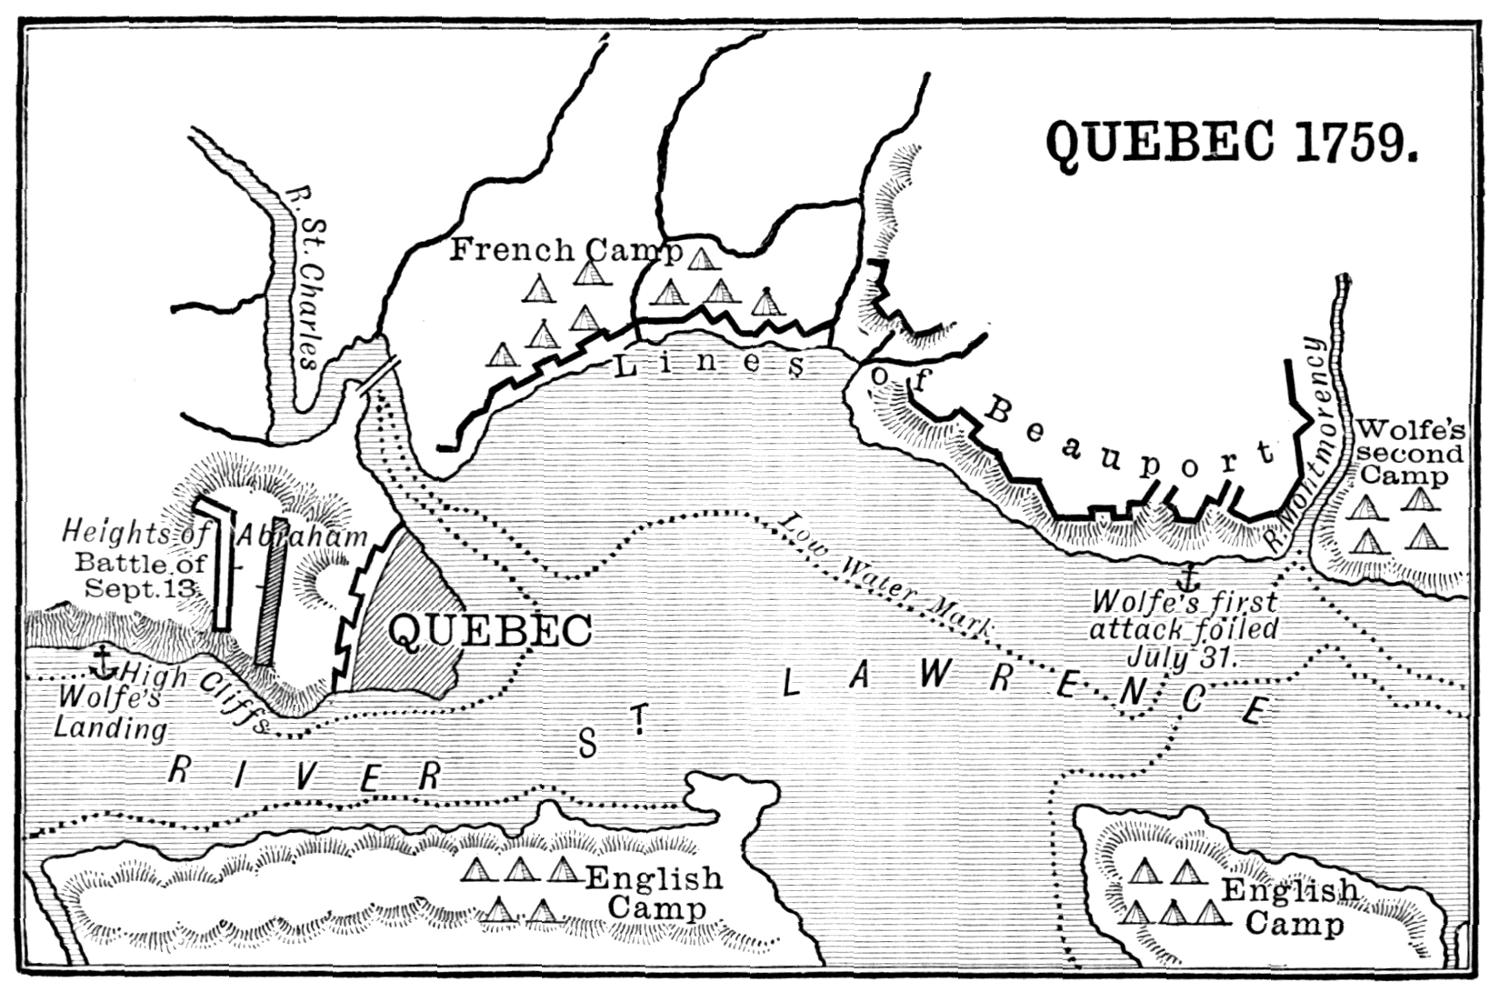 QUEBEC 1759.
R. St. Charles
French Camp
Lines of Beauport
R. Montmorency
Wolfe's
second
Camp
Heights of Abraham
Battle of
Sept. 13
QUEBEC
Low Water Mark
Wolfe's first
attack foiled
July 31.
High Cliffs
Wolfe's
Landing
RIVER ST LAWRENCE
English
Camp
English
Camp